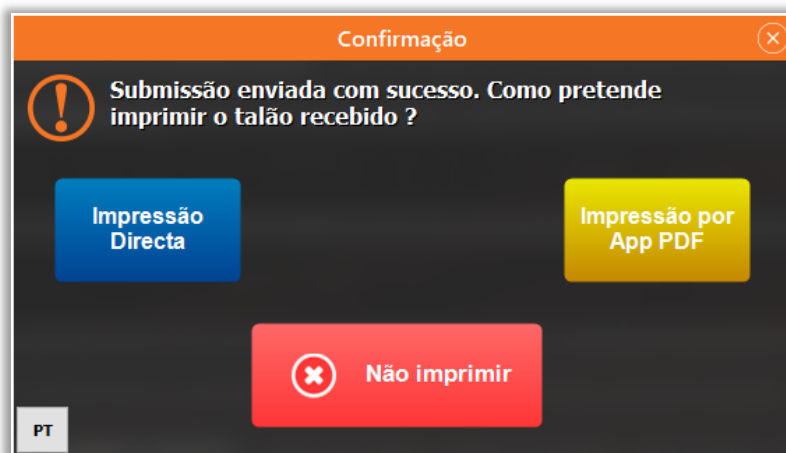 Confirmação
Submissão enviada com sucesso. Como pretende
imprimir o talão recebido ?
Impressão
Directa
Impressão por
App PDF
Não imprimir
PT